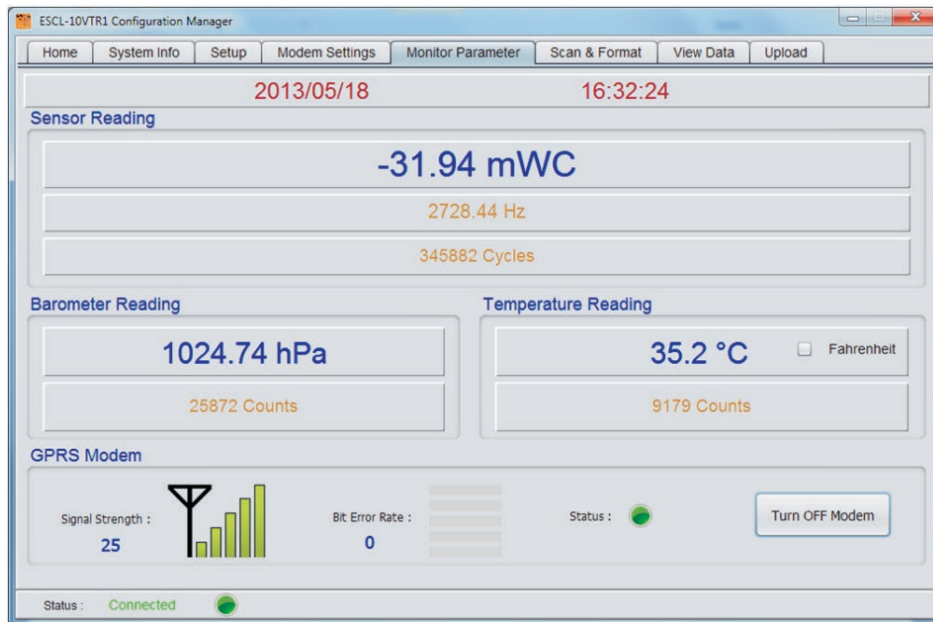 ESCL-10VTR1 Configuration Manager
Home System Info Setup Modem Settings Monitor Parameter Scan & Format View Data Upload
2013/05/18 16:32:24
Sensor Reading
-31.94 mWC
2728.44 Hz
345882 Cycles
Barometer Reading
1024.74 hPa
25872 Counts
Temperature Reading
35.2 °C Fahrenheit
9179 Counts
GPRS Modem
Signal Strength :
25
Bit Error Rate :
0
Status :
Turn OFF Modem
Status : Connected